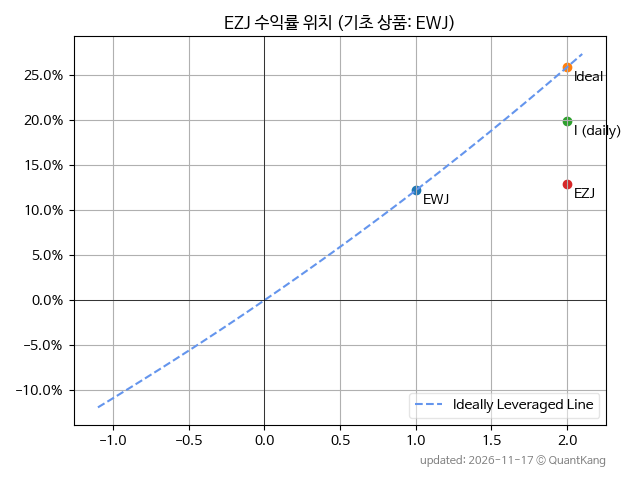 EZJ 수익률 위치 (기초 상품: EWJ)
25.0%
20.0%
15.0%
10.0%
5.0%
0.0%
−5.0%
−10.0%
Ideal
I (daily)
EZJ
EWJ
Ideally Leveraged Line
−1.0 −0.5 0.0 0.5 1.0 1.5 2.0
updated: 2026-11-17 © QuantKang